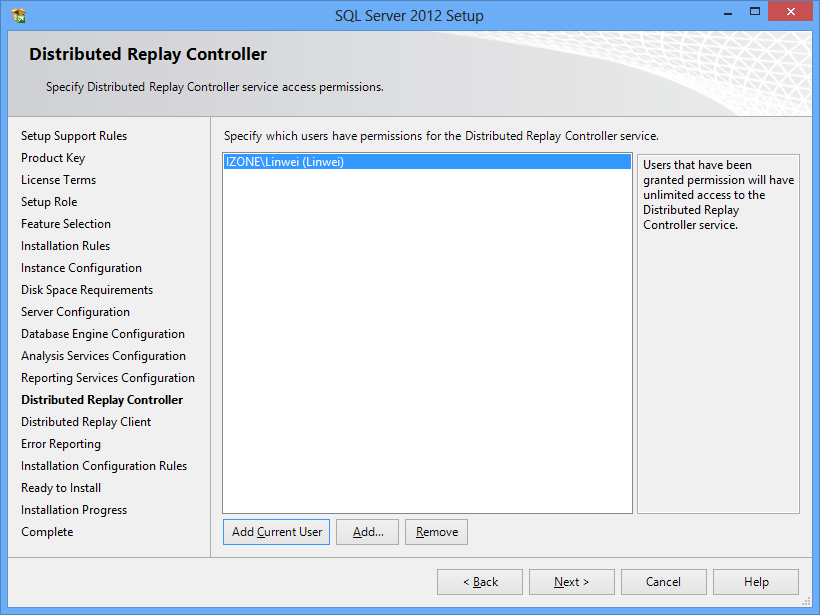 SQL Server 2012 Setup
Distributed Replay Controller
Specify Distributed Replay Controller service access permissions.
Setup Support Rules
Product Key
License Terms
Setup Role
Feature Selection
Installation Rules
Instance Configuration
Disk Space Requirements
Server Configuration
Database Engine Configuration
Analysis Services Configuration
Reporting Services Configuration
Distributed Replay Controller
Distributed Replay Client
Error Reporting
Installation Configuration Rules
Ready to Install
Installation Progress
Complete
Specify which users have permissions for the Distributed Replay Controller service.
IZONE\Linwei (Linwei)
Users that have been
granted permission will have
unlimited access to the
Distributed Replay
Controller service.
Add Current User Add... Remove
< Back Next > Cancel Help